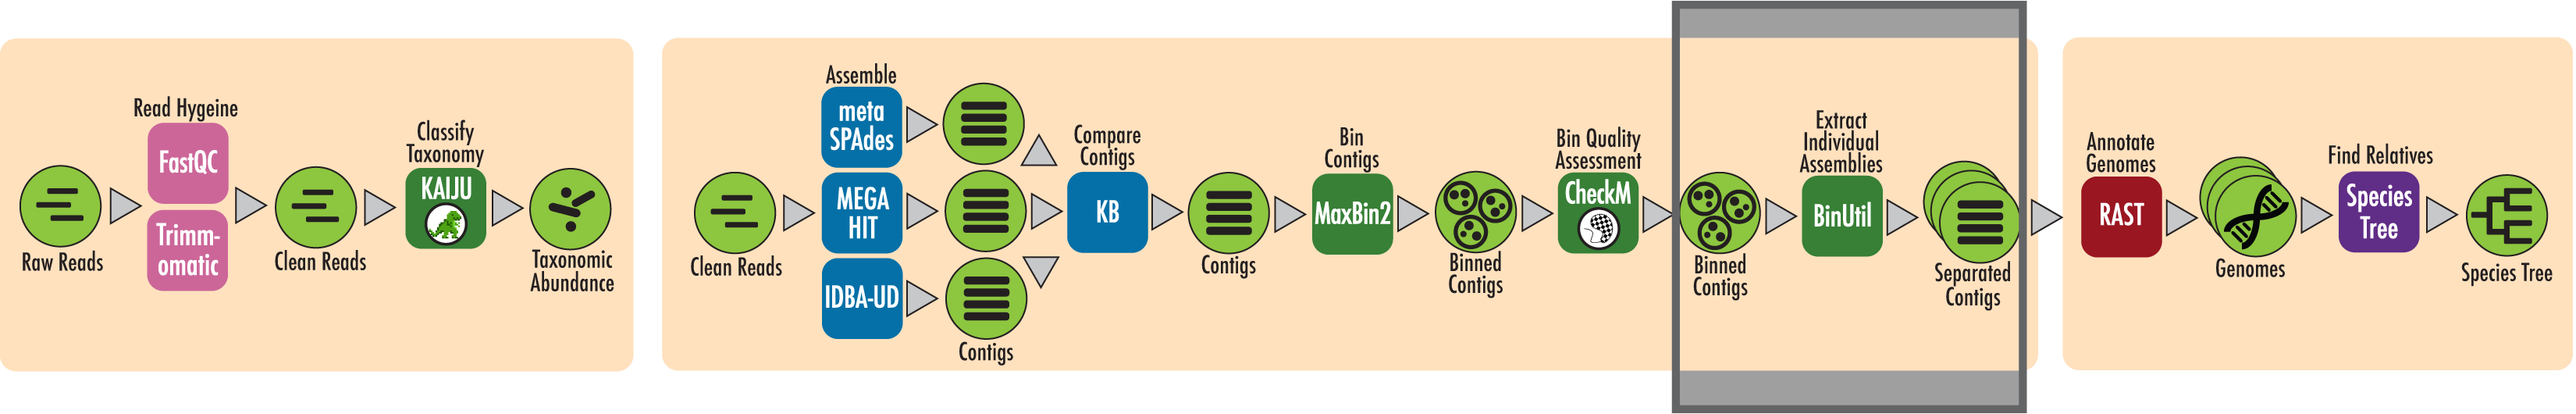 Read Hygeine
FastQC
Trimm-
omatic
Raw Reads
Clean Reads
Classify
Taxonomy
KAIJU
Taxonomic
Abundance
Clean Reads
Assemble
meta
SPAdes
MEGA
HIT
IDBA-UD
Contigs
Compare
Contigs
KB
Contigs
Bin
Contigs
MaxBin2
Binned
Contigs
Bin Quality
Assessment
CheckM
Binned
Contigs
Extract
Individual
Assemblies
BinUtil
Separated
Contigs
Annotate
Genomes
RAST
Genomes
Find Relatives
Species
Tree
Species Tree